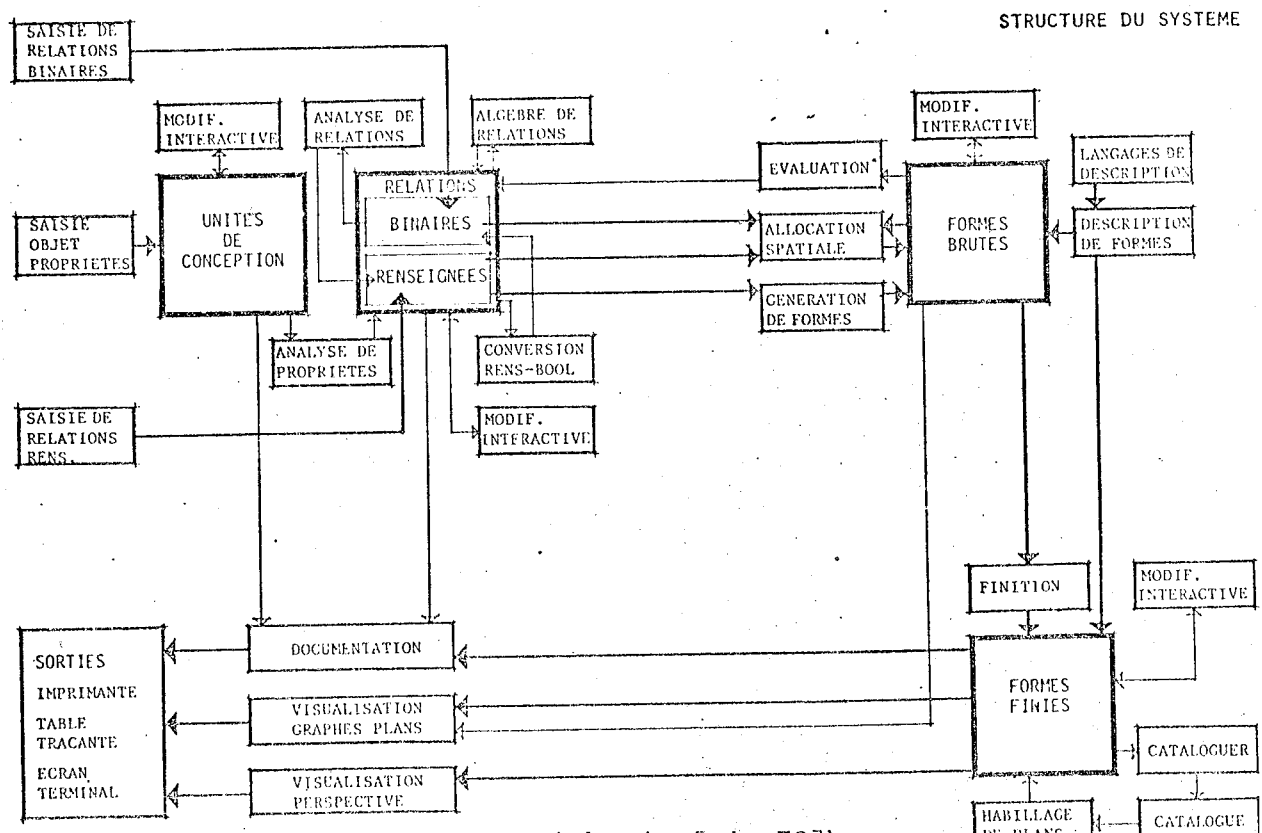 STRUCTURE DU SYSTEME
SAISIE DE
RELATIONS
BINAIRES
MODIF.
INTERACTIVE
ANALYSE DE
RELATIONS
ALGEBRE DE
RELATIONS
MODIF.
INTERACTIVE
EVALUATION
LANGAGES DE
DESCRIPTION
SAISIE
OBJET
PROPRIETES
UNITES
DE
CONCEPTION
RELATIONS
BINAIRES
RENSEIGNEES
ALLOCATION
SPATIALE
FORMES
BRUTES
DESCRIPTION
DE FORMES
GENERATION
DE FORMES
ANALYSE DE
PROPRIETES
CONVERSION
RENS-BOOL
SAISIE DE
RELATIONS
RENS.
MODIF.
INTERACTIVE
FINITION
MODIF.
INTERACTIVE
SORTIES
IMPRIMANTE
TABLE
TRACANTE
ECRAN
TERMINAL
DOCUMENTATION
VISUALISATION
GRAPHES PLANS
VISUALISATION
PERSPECTIVE
FORMES
FINIES
CATALOGUER
HABILLAGE
DE PLANS
CATALOGUE